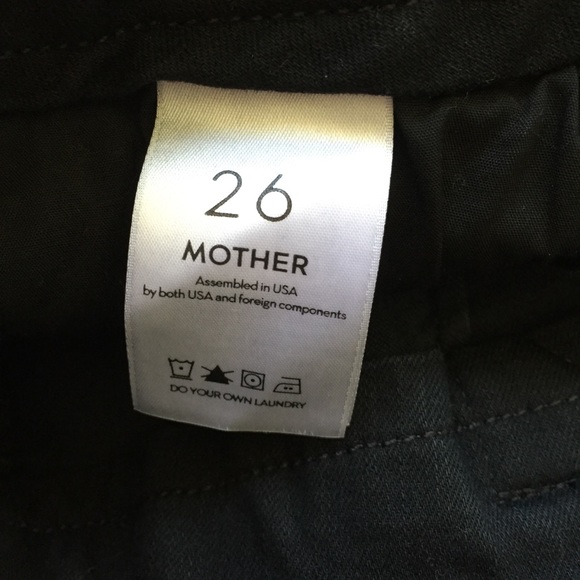 26
MOTHER
Assembled in USA
by both USA and foreign components
DO YOUR OWN LAUNDRY